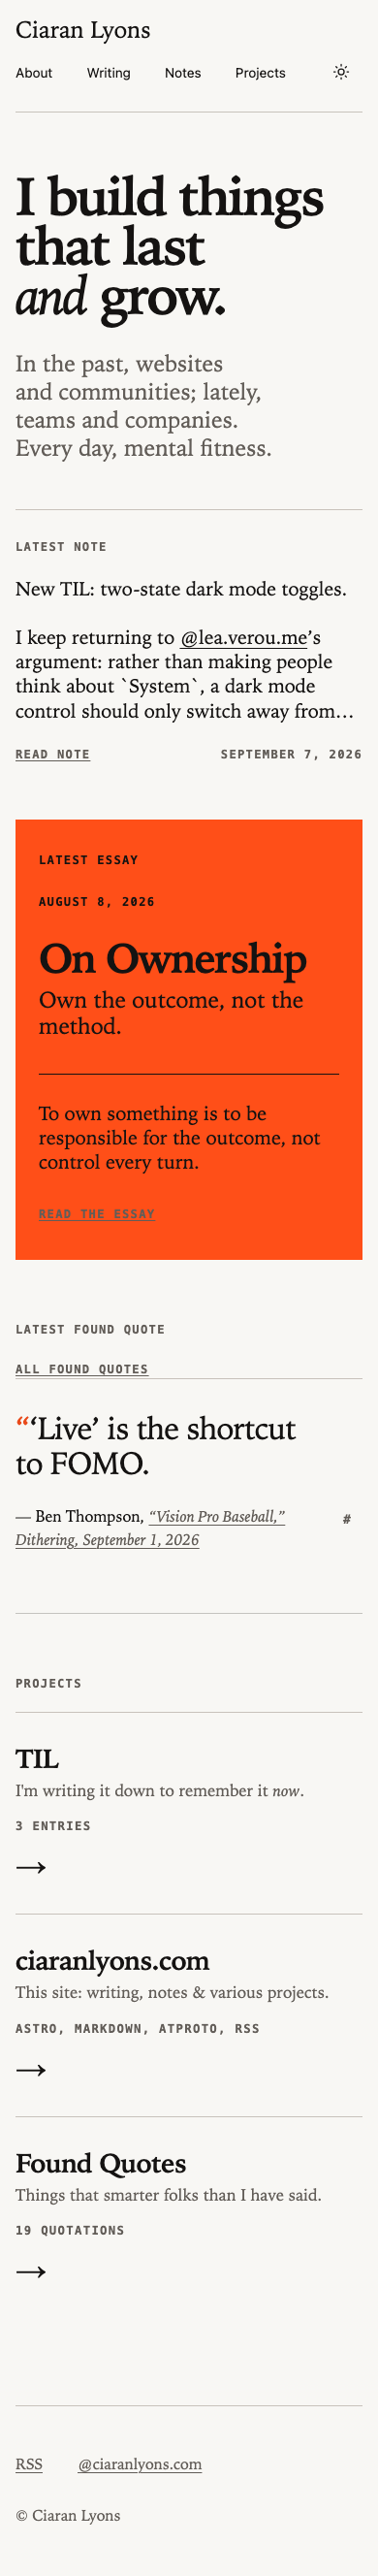 Ciaran Lyons
About Writing Notes Projects
I build things
that last
and grow.
In the past, websites
and communities; lately,
teams and companies.
Every day, mental fitness.
LATEST NOTE
New TIL: two-state dark mode toggles.
I keep returning to @lea.verou.me’s
argument: rather than making people
think about `System`, a dark mode
control should only switch away from…
READ NOTE SEPTEMBER 7, 2026
LATEST ESSAY
AUGUST 8, 2026
On Ownership
Own the outcome, not the
method.
To own something is to be
responsible for the outcome, not
control every turn.
READ THE ESSAY
LATEST FOUND QUOTE
ALL FOUND QUOTES
“‘Live’ is the shortcut
to FOMO.
— Ben Thompson, “Vision Pro Baseball,” #
Dithering, September 1, 2026
PROJECTS
TIL
I'm writing it down to remember it now.
3 ENTRIES
→
ciaranlyons.com
This site: writing, notes & various projects.
ASTRO, MARKDOWN, ATPROTO, RSS
→
Found Quotes
Things that smarter folks than I have said.
19 QUOTATIONS
→
RSS @ciaranlyons.com
© Ciaran Lyons